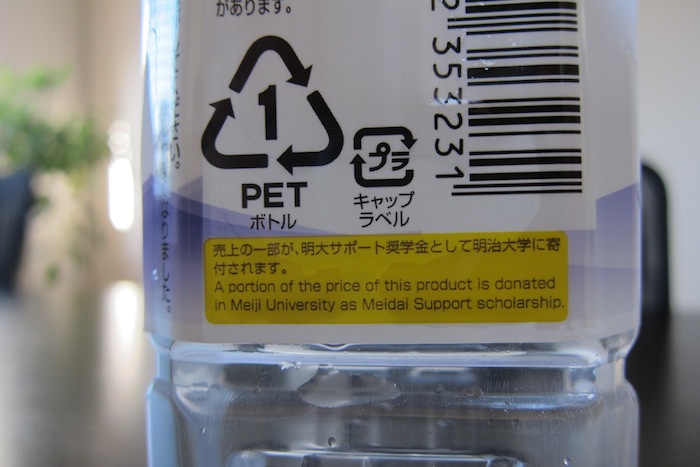 があります。
2 353231
1
プラ
PET
ボトル
キャップ
ラベル
売上の一部が、明大サポート奨学金として明治大学に寄
付されます。
A portion of the price of this product is donated
in Meiji University as Meidai Support scholarship.